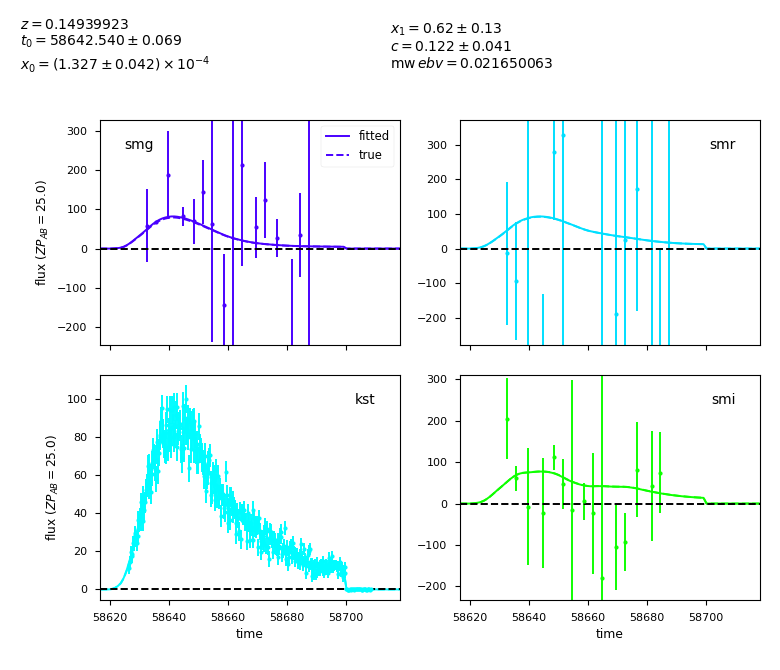 z = 0.14939923
t0 = 58642.540 ± 0.069
x0 = (1.327 ± 0.042) × 10^−4
x1 = 0.62 ± 0.13
c = 0.122 ± 0.041
mw ebv = 0.021650063
300
200
100
0
−100
−200
flux (ZP_AB = 25.0)
smg
fitted
true
300
200
100
0
−100
−200
smr
100
80
60
40
20
0
flux (ZP_AB = 25.0)
kst
58620 58640 58660 58680 58700
time
300
200
100
0
−100
−200
smi
58620 58640 58660 58680 58700
time